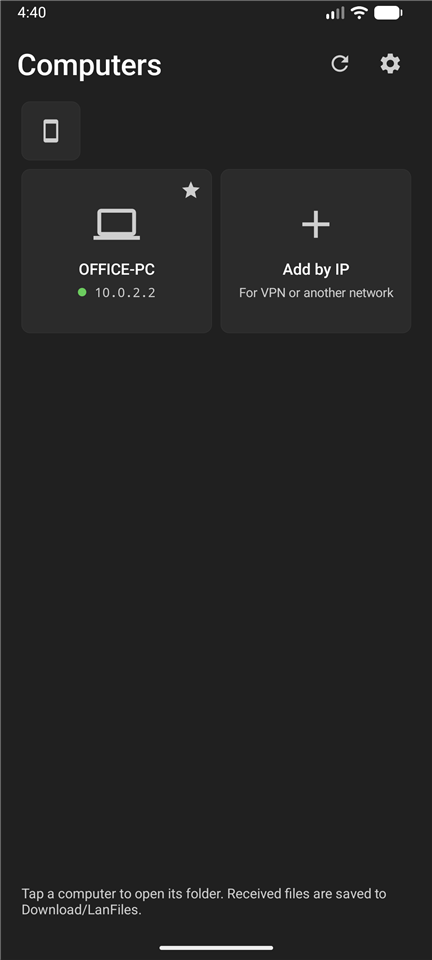 4:40
Computers
OFFICE-PC
10.0.2.2
Add by IP
For VPN or another network
Tap a computer to open its folder. Received files are saved to
Download/LanFiles.